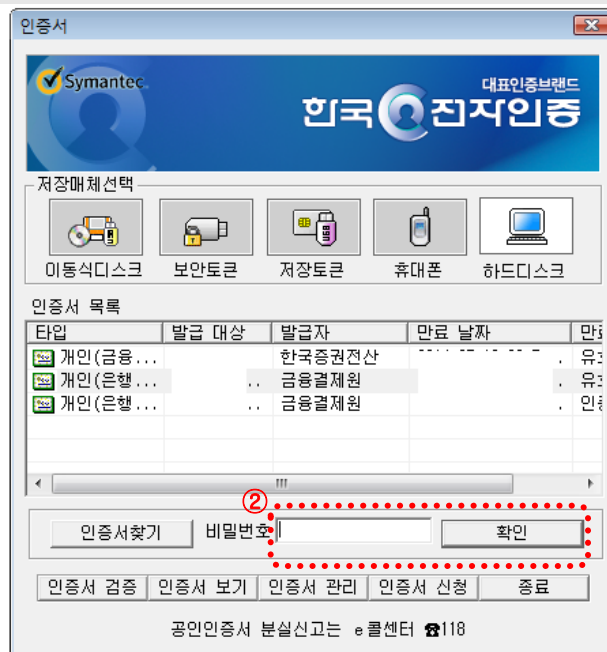 인증서
Symantec.
대표인증브랜드
한국전자인증
저장매체선택
이동식디스크 보안토큰 저장토큰 휴대폰 하드디스크
인증서 목록
타입 발급 대상 발급자 만료 날짜
개인(금융... 한국증권전산 .
개인(은행... .. 금융결제원 .
개인(은행... .. 금융결제원 .
②
인증서찾기 비밀번호 확인
인증서 검증 인증서 보기 인증서 관리 인증서 신청 종료
공인인증서 분실신고는 e콜센터 ☎118